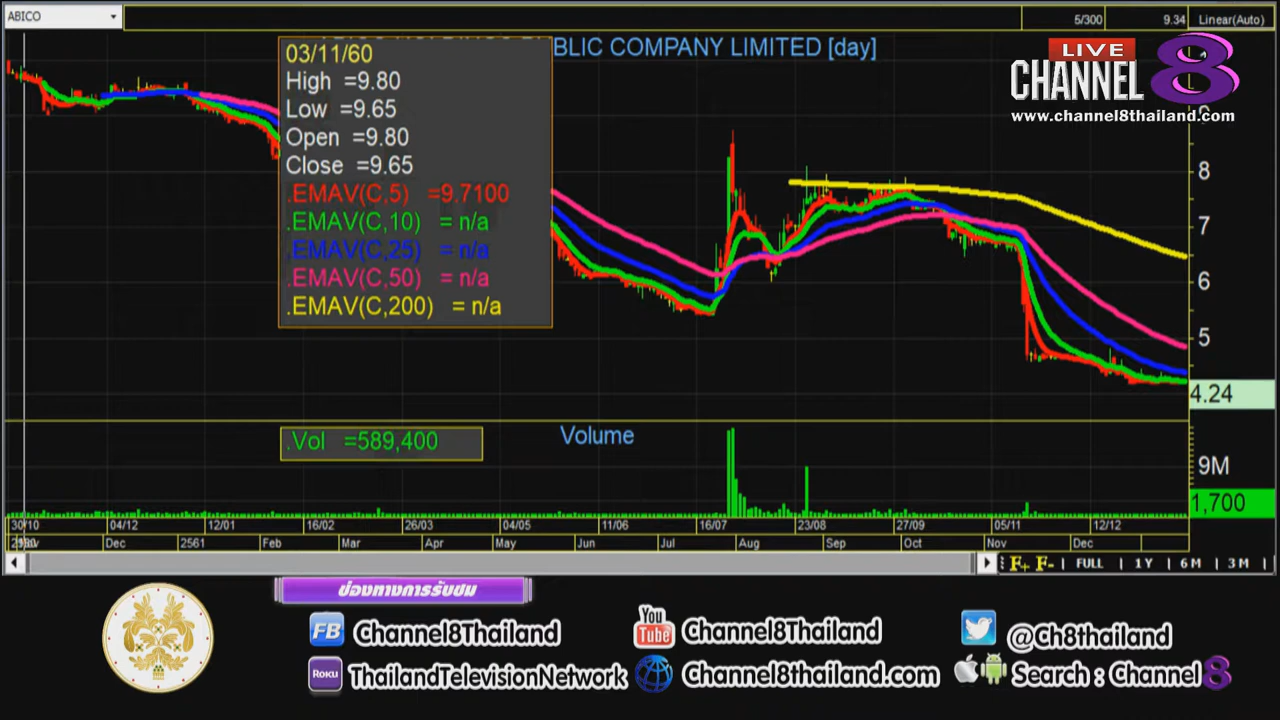 ABICO
5/300
9.34
Linear(Auto)
BLIC COMPANY LIMITED [day]
LIVE
CHANNEL 8
www.channel8thailand.com
03/11/60
High =9.80
Low =9.65
Open =9.80
Close =9.65
.EMAV(C,5) =9.7100
.EMAV(C,10) = n/a
.EMAV(C,25) = n/a
.EMAV(C,50) = n/a
.EMAV(C,200) = n/a
8
7
6
5
4.24
.Vol =589,400
Volume
9M
1,700
30/10 04/12 12/01 16/02 26/03 04/05 11/06 16/07 23/08 27/09 05/11 12/12
Dec 2561 Feb Mar Apr May Jun Jul Aug Sep Oct Nov Dec
F+ F- | FULL | 1Y | 6M | 3M |
ช่องทางการรับชม
FB Channel8Thailand
You Tube Channel8Thailand
@Ch8thailand
ROKU ThailandTelevisionNetwork
Channel8thailand.com
Search : Channel 8